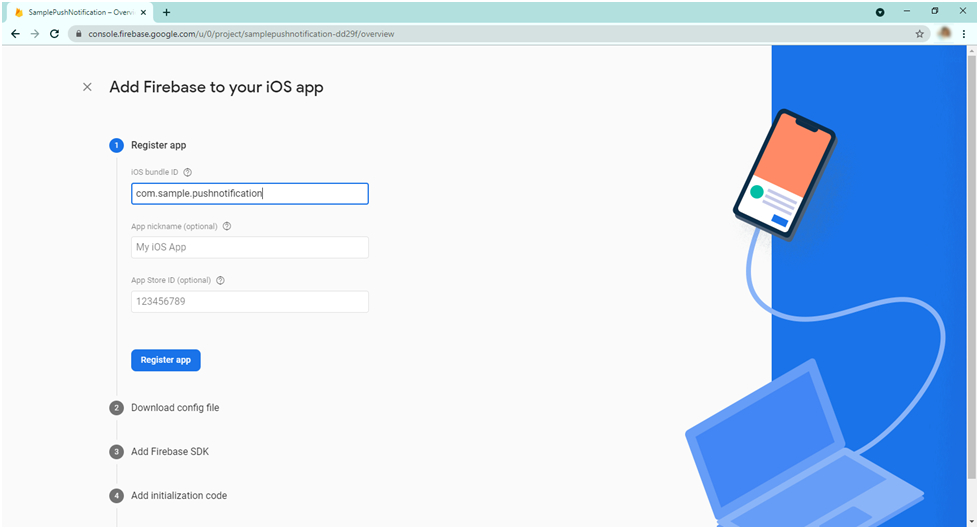 SamplePushNotification – Overv
console.firebase.google.com/u/0/project/samplepushnotification-dd29f/overview
Add Firebase to your iOS app
1 Register app
iOS bundle ID
com.sample.pushnotification
App nickname (optional)
My iOS App
App Store ID (optional)
123456789
Register app
2 Download config file
3 Add Firebase SDK
4 Add initialization code